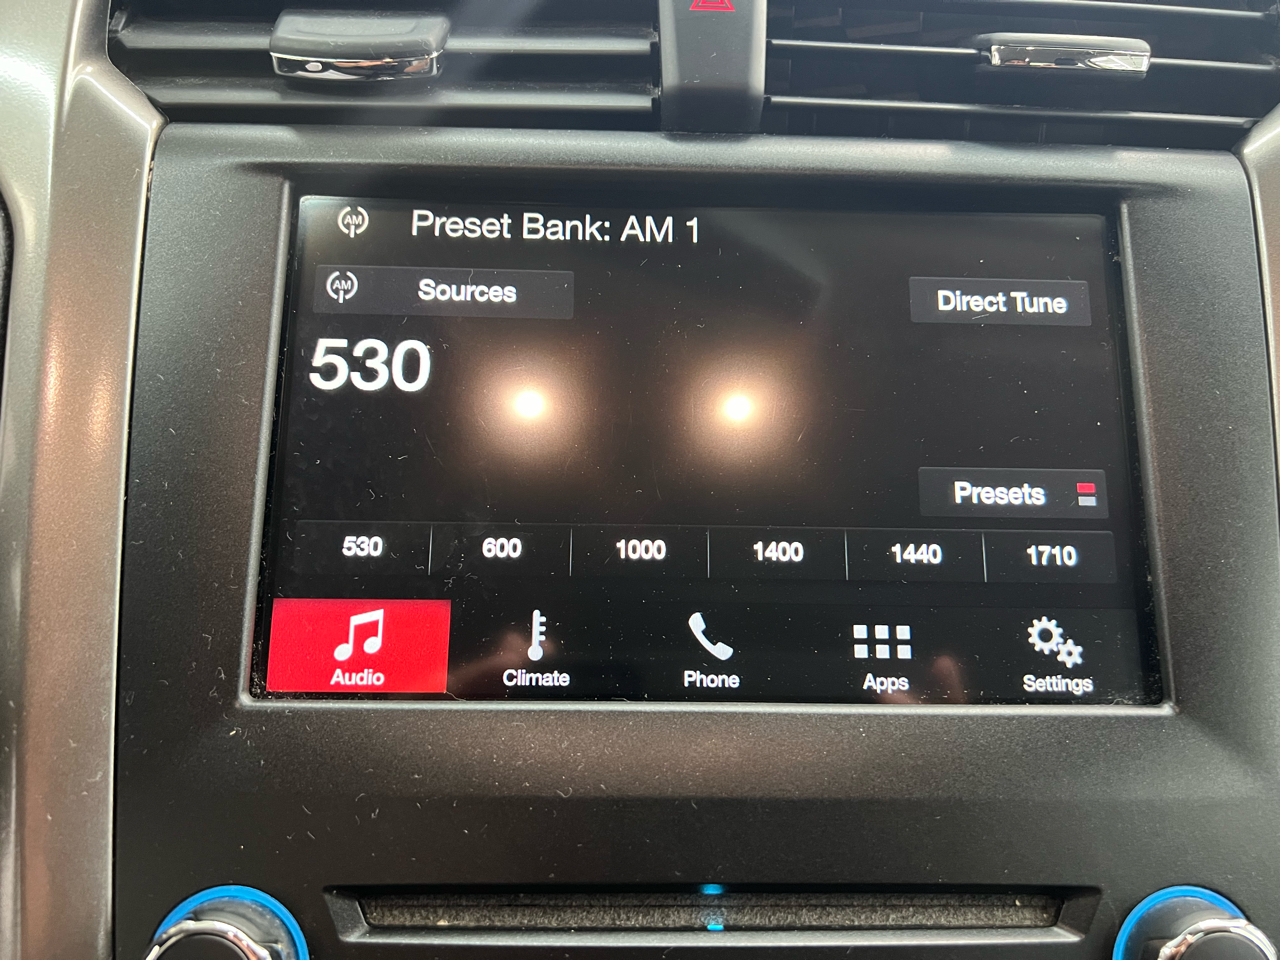 AM Preset Bank: AM 1
AM Sources
Direct Tune
530
Presets
530 600 1000 1400 1440 1710
Audio Climate Phone Apps Settings